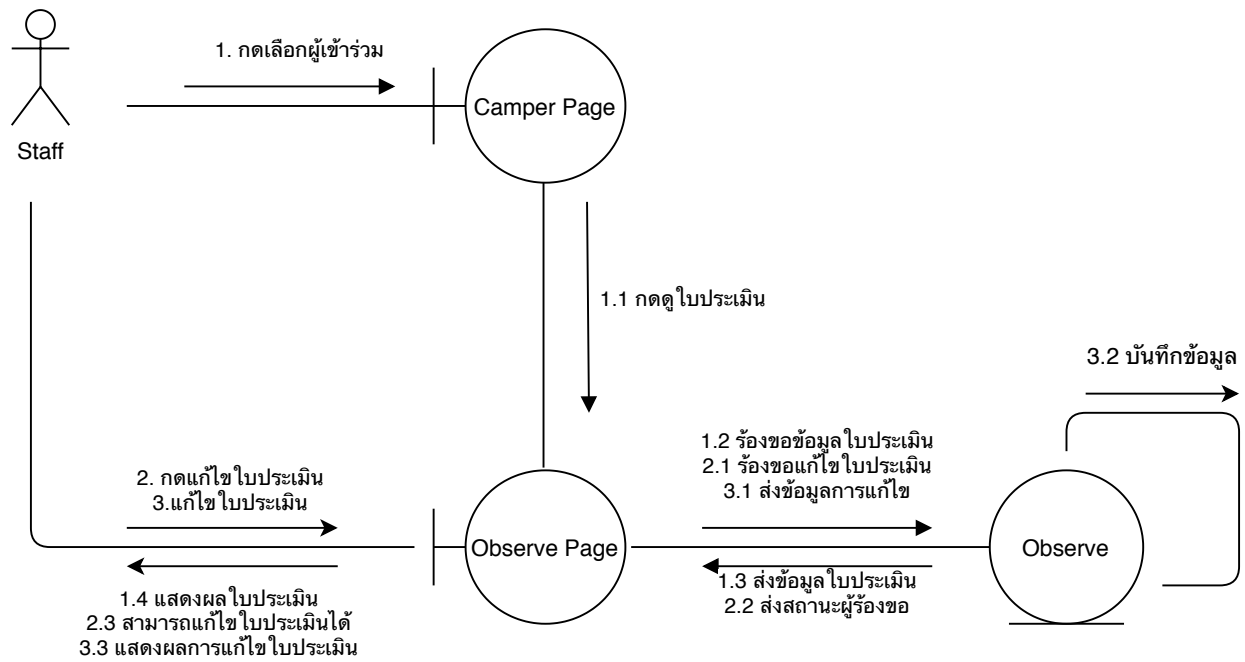 1. กดเลือกผู้เข้าร่วม
Camper Page
Staff
1.1 กดดูใบประเมิน
3.2 บันทึกข้อมูล
1.2 ร้องขอข้อมูลใบประเมิน
2.1 ร้องขอแก้ไขใบประเมิน
3.1 ส่งข้อมูลการแก้ไข
2. กดแก้ไขใบประเมิน
3.แก้ไขใบประเมิน
Observe Page
Observe
1.3 ส่งข้อมูลใบประเมิน
2.2 ส่งสถานะผู้ร้องขอ
1.4 แสดงผลใบประเมิน
2.3 สามารถแก้ไขใบประเมินได้
3.3 แสดงผลการแก้ไขใบประเมิน